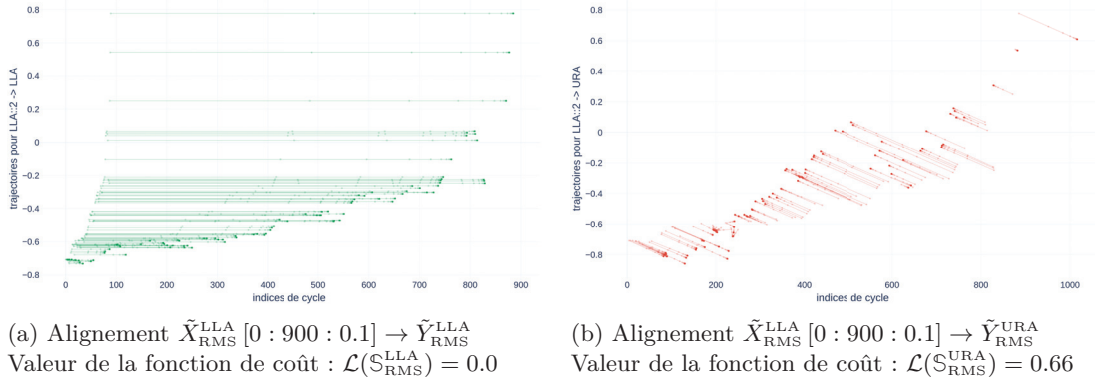 0.8
0.6
0.4
0.2
0
−0.2
−0.4
−0.6
−0.8
trajectoires pour LLA::2 -> LLA
0 100 200 300 400 500 600 700 800 900
indices de cycle
0.8
0.6
0.4
0.2
0
−0.2
−0.4
−0.6
−0.8
trajectoires pour LLA::2 -> URA
0 200 400 600 800 1000
indices de cycle
(a) Alignement X̃^LLA_RMS [0 : 900 : 0.1] → Ỹ^LLA_RMS
Valeur de la fonction de coût : ℒ(𝕊^LLA_RMS) = 0.0
(b) Alignement X̃^LLA_RMS [0 : 900 : 0.1] → Ỹ^URA_RMS
Valeur de la fonction de coût : ℒ(𝕊^URA_RMS) = 0.66